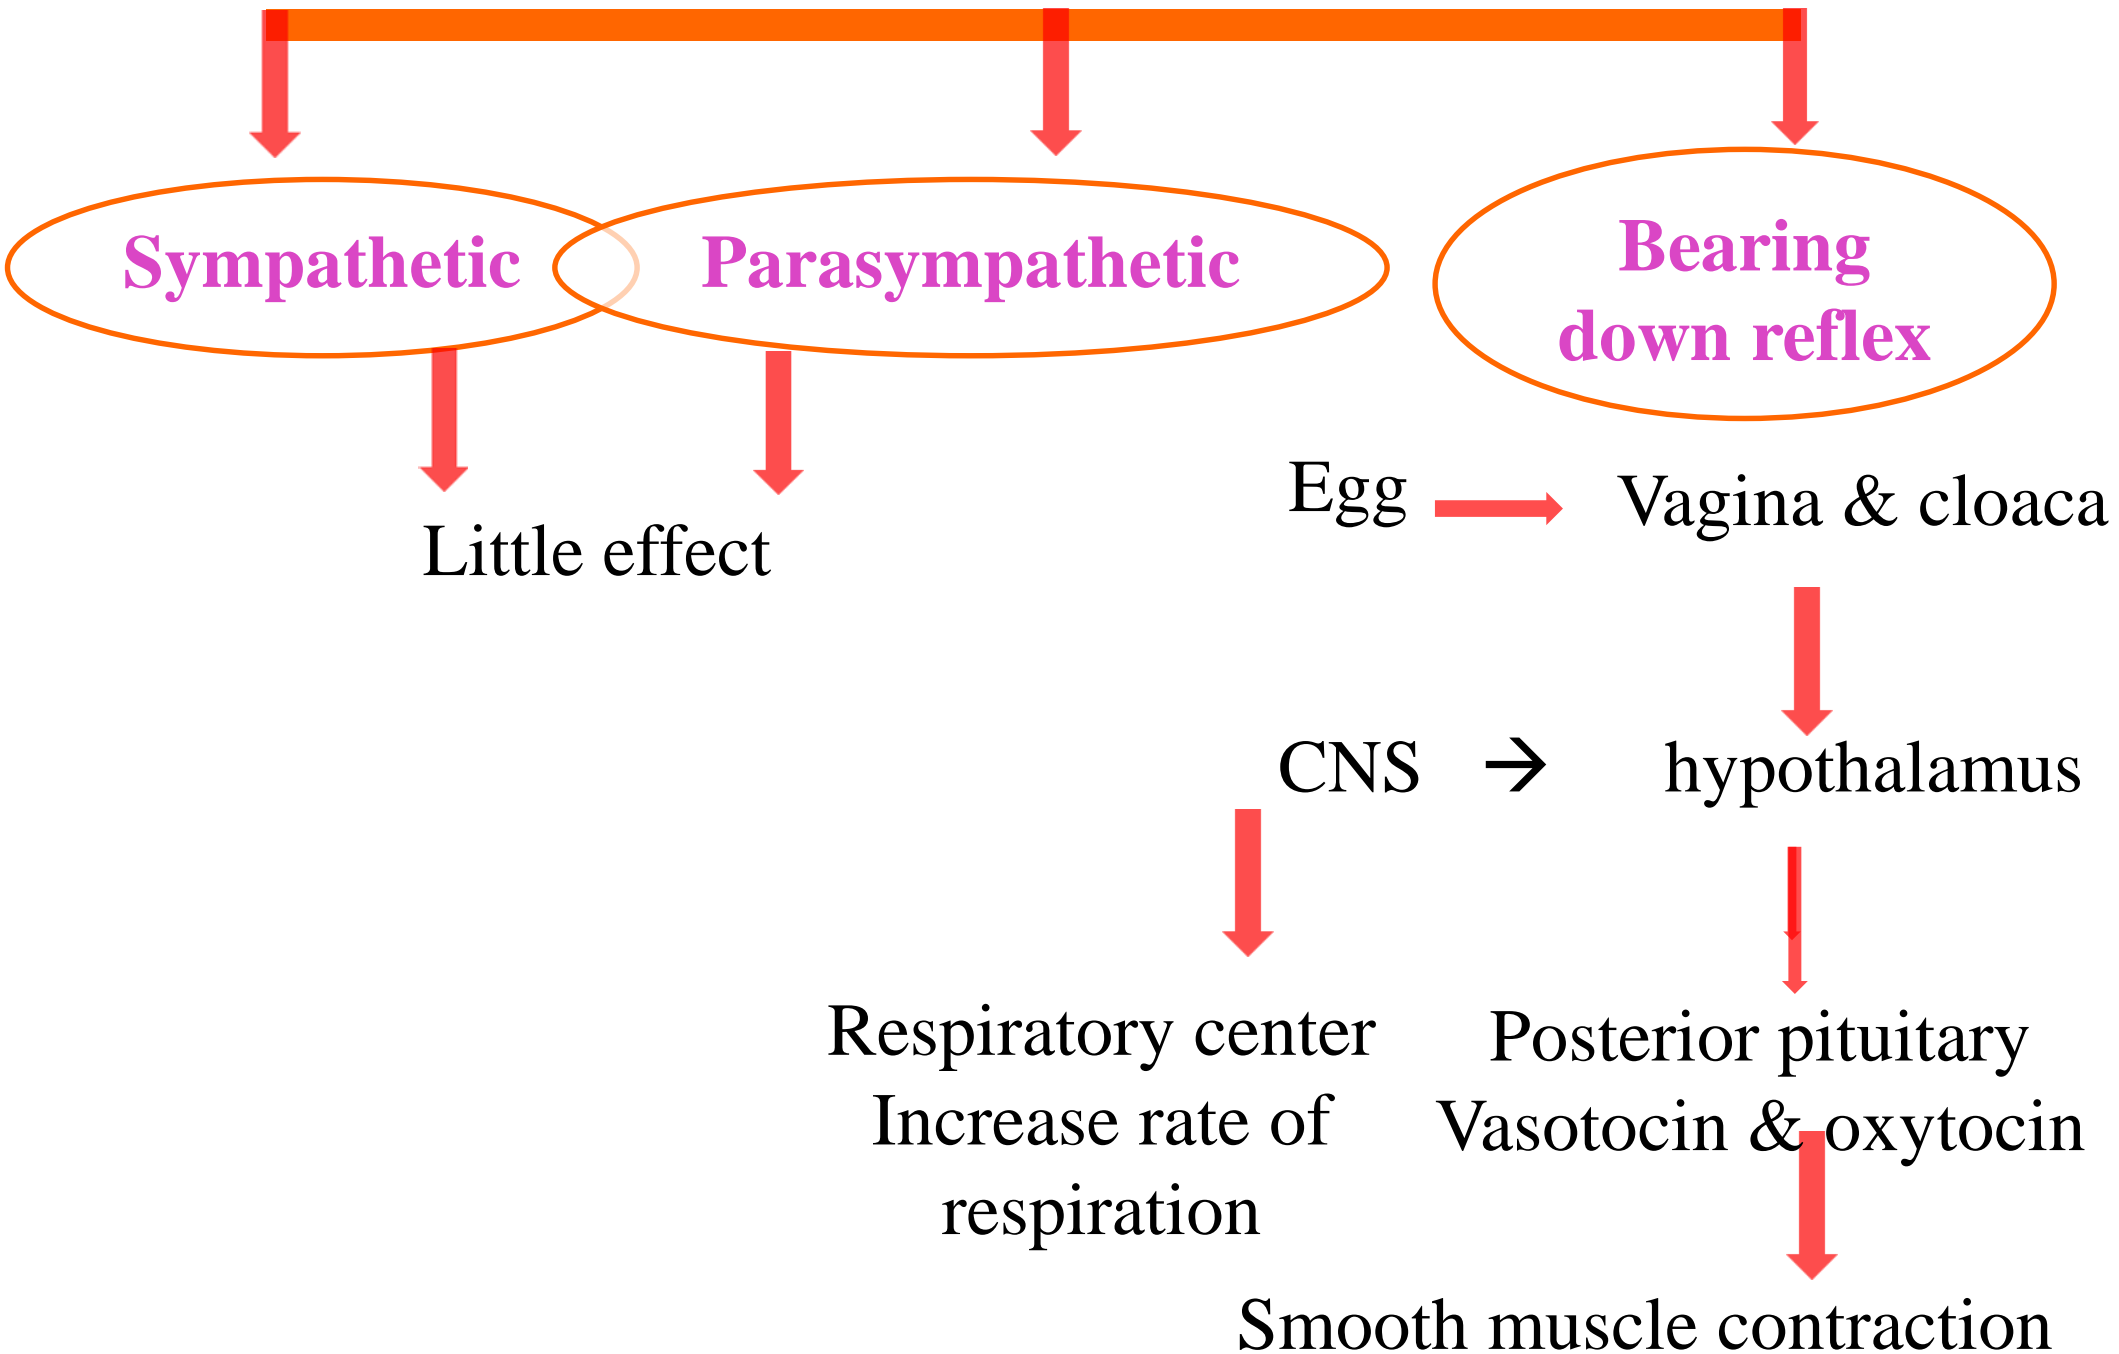 Sympathetic
Parasympathetic
Bearing
down reflex
Little effect
Egg
Vagina & cloaca
CNS → hypothalamus
Respiratory center
Increase rate of
respiration
Posterior pituitary
Vasotocin & oxytocin
Smooth muscle contraction